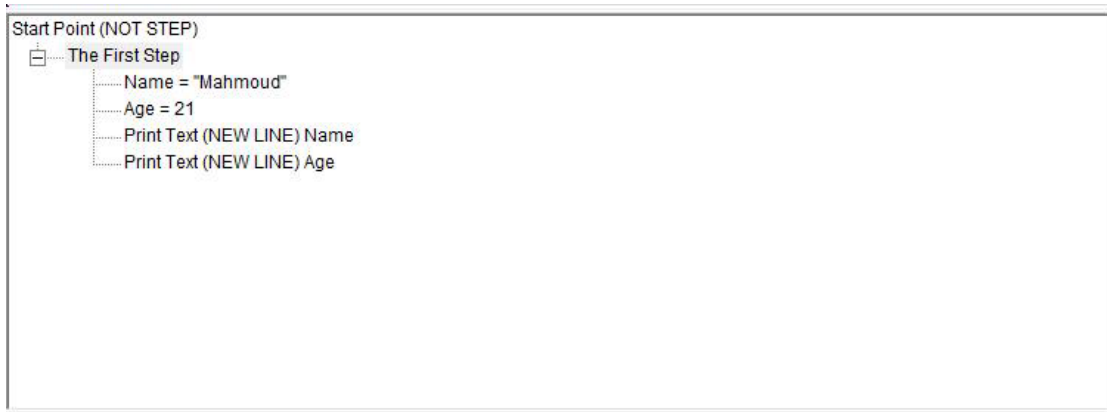 Start Point (NOT STEP)
The First Step
Name = "Mahmoud"
Age = 21
Print Text (NEW LINE) Name
Print Text (NEW LINE) Age